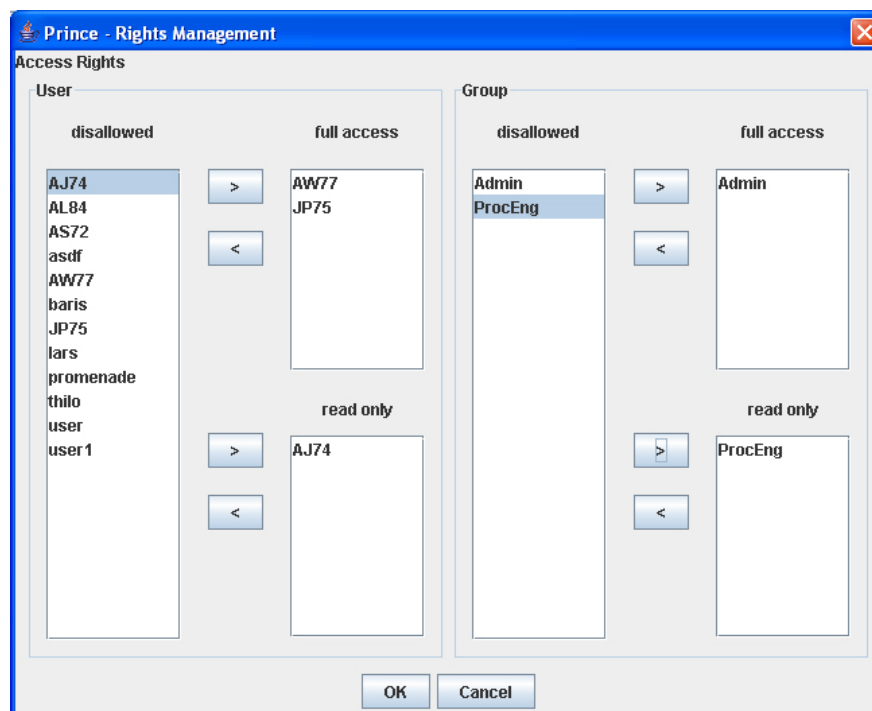 Prince - Rights Management
Access Rights
User
disallowed
full access
AJ74
AL84
AS72
asdf
AW77
baris
JP75
lars
promenade
thilo
user
user1
>
<
AW77
JP75
read only
>
<
AJ74
Group
disallowed
full access
Admin
ProcEng
>
<
Admin
read only
>
<
ProcEng
OK
Cancel